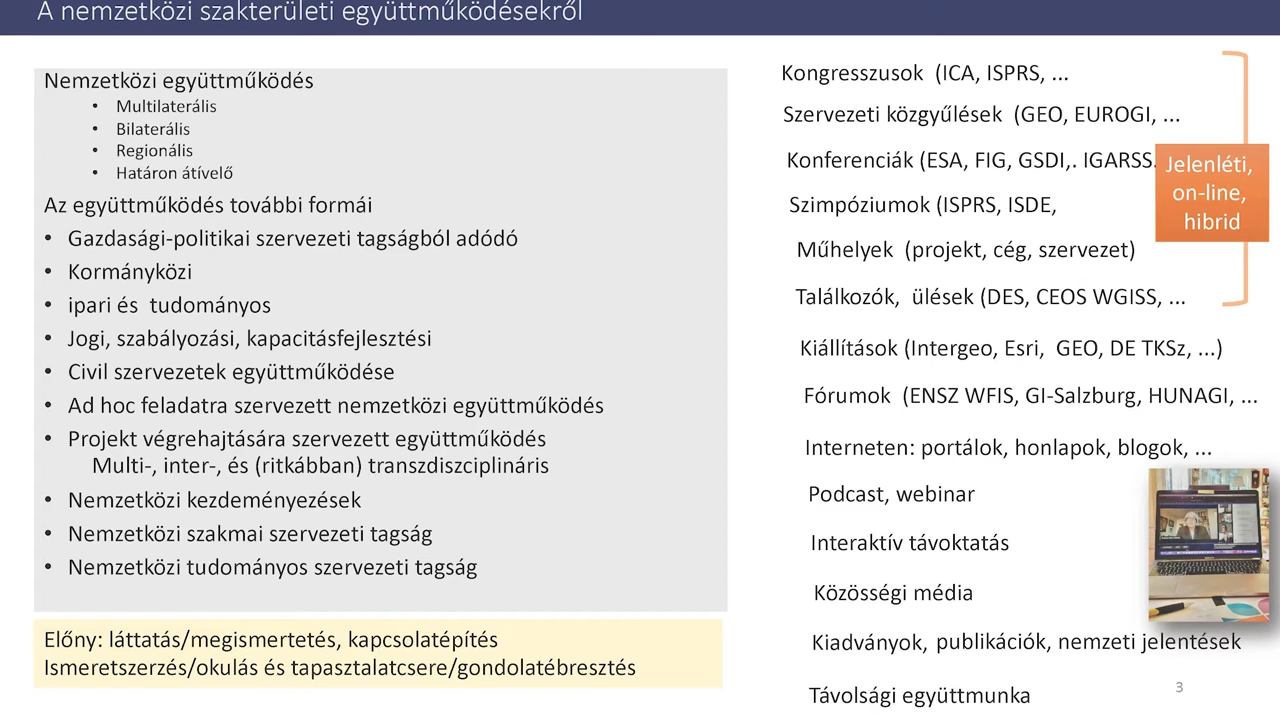 A nemzetközi szakterületi együttműködésekről
Nemzetközi együttműködés
• Multilaterális
• Bilaterális
• Regionális
• Határon átívelő
Az együttműködés további formái
• Gazdasági-politikai szervezeti tagságból adódó
• Kormányközi
• ipari és tudományos
• Jogi, szabályozási, kapacitásfejlesztési
• Civil szervezetek együttműködése
• Ad hoc feladatra szervezett nemzetközi együttműködés
• Projekt végrehajtására szervezett együttműködés
Multi-, inter-, és (ritkábban) transzdiszciplináris
• Nemzetközi kezdeményezések
• Nemzetközi szakmai szervezeti tagság
• Nemzetközi tudományos szervezeti tagság
Előny: láttatás/megismertetés, kapcsolatépítés
Ismeretszerzés/okulás és tapasztalatcsere/gondolatébresztés
Kongresszusok (ICA, ISPRS, ...
Szervezeti közgyűlések (GEO, EUROGI, ...
Konferenciák (ESA, FIG, GSDI,. IGARSS.
Szimpóziumok (ISPRS, ISDE,
Műhelyek (projekt, cég, szervezet)
Találkozók, ülések (DES, CEOS WGISS, ...
Jelenléti,
on-line,
hibrid
Kiállítások (Intergeo, Esri, GEO, DE TKSz, ...)
Fórumok (ENSZ WFIS, GI-Salzburg, HUNAGI, ...
Interneten: portálok, honlapok, blogok, ...
Podcast, webinar
Interaktív távoktatás
Közösségi média
Kiadványok, publikációk, nemzeti jelentések
Távolsági együttmunka
3